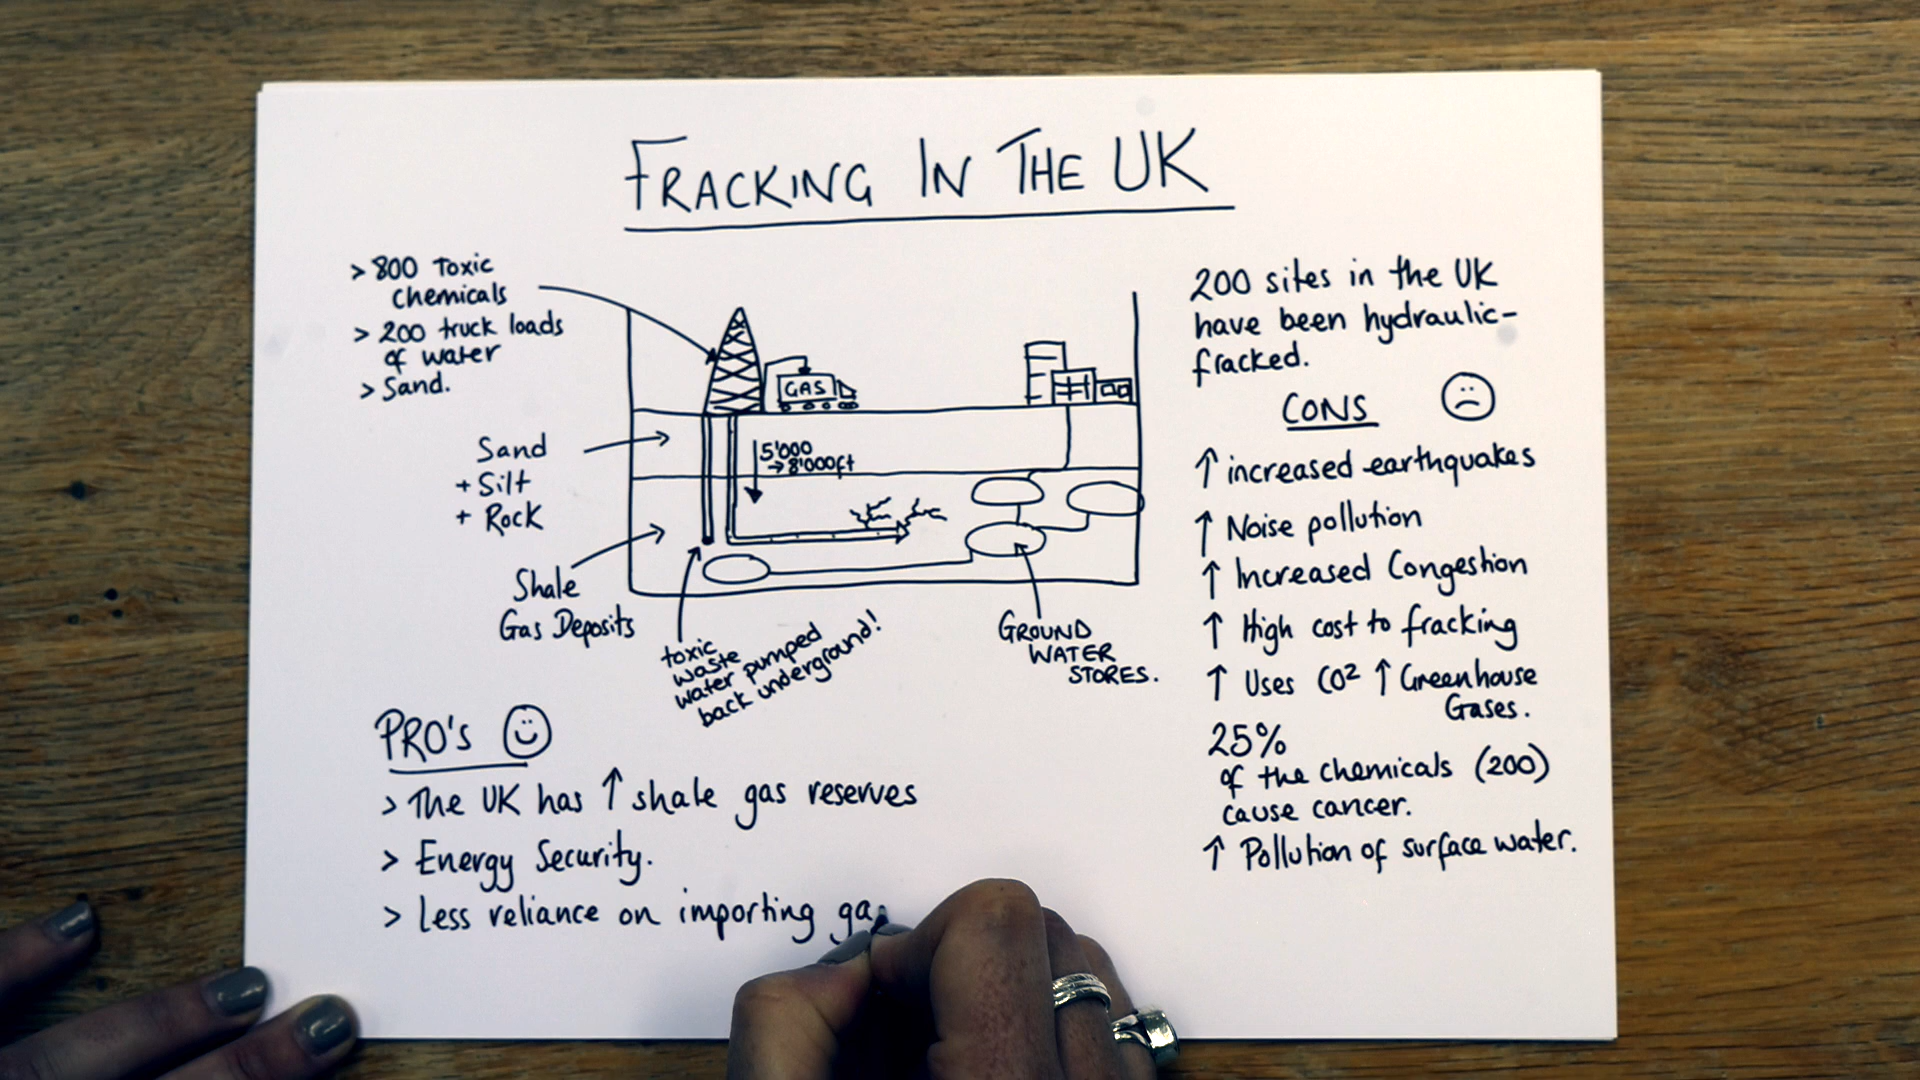 FRACKING IN THE UK
> 800 Toxic
chemicals
> 200 truck loads
of water
> Sand.
Sand
+ Silt
+ Rock
Shale
Gas Deposits
GAS
5'000
→ 8'000ft
toxic
waste
water pumped
back underground!
GROUND
WATER
STORES.
200 sites in the UK
have been hydraulic-
fracked.
CONS
↑ increased earthquakes
↑ Noise pollution
↑ Increased Congestion
↑ High cost to fracking
↑ Uses CO² ↑ Greenhouse
Gases.
25%
of the chemicals (200)
cause cancer.
↑ Pollution of surface water.
PRO's
> The UK has ↑ shale gas reserves
> Energy Security.
> Less reliance on importing ga